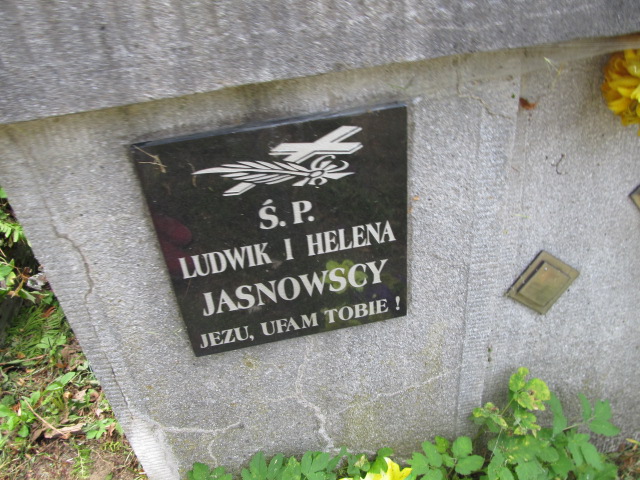 Ś. P.
LUDWIK I HELENA
JASNOWSCY
JEZU, UFAM TOBIE !